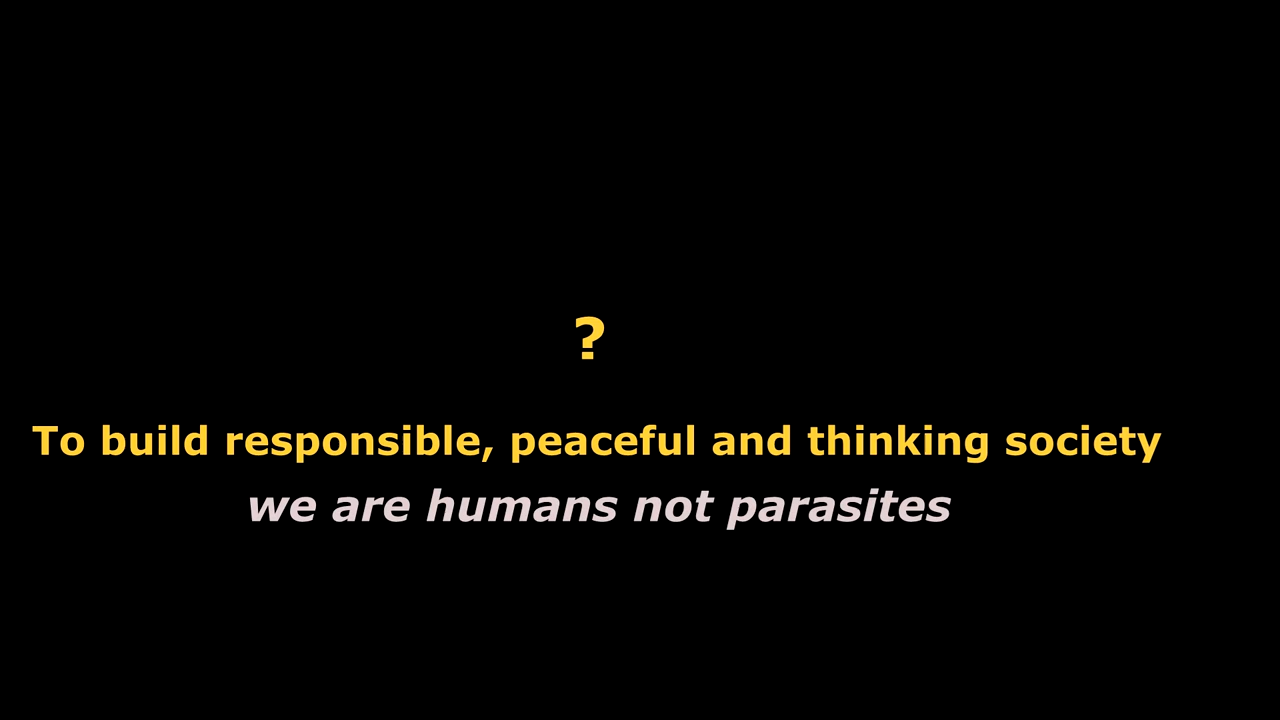 ?
To build responsible, peaceful and thinking society
we are humans not parasites